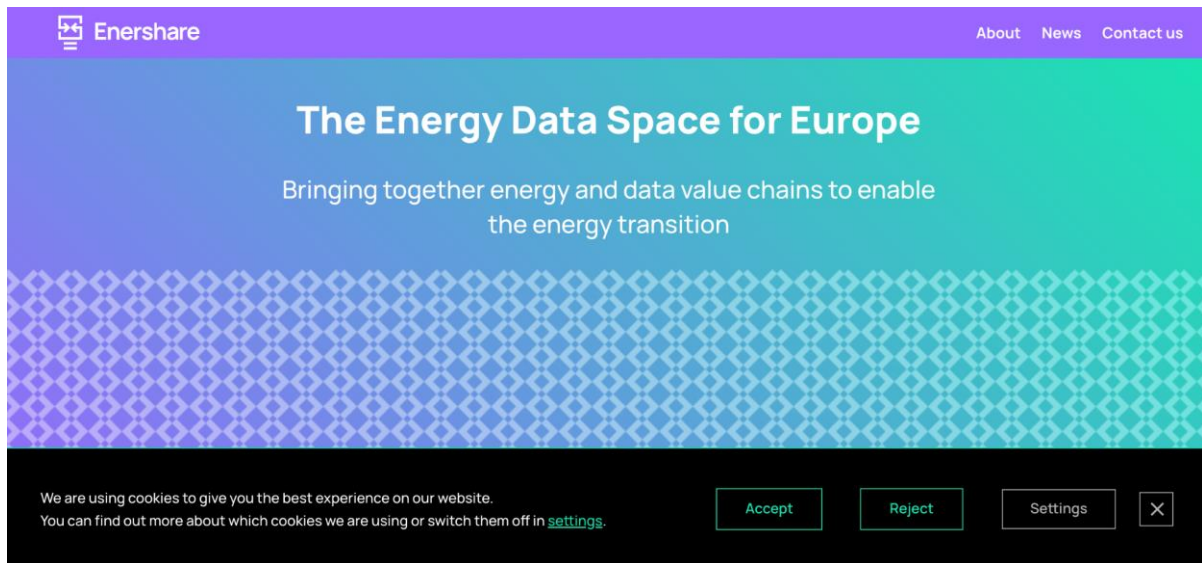 Enershare
About News Contact us
The Energy Data Space for Europe
Bringing together energy and data value chains to enable
the energy transition
We are using cookies to give you the best experience on our website.
You can find out more about which cookies we are using or switch them off in settings.
Accept Reject Settings